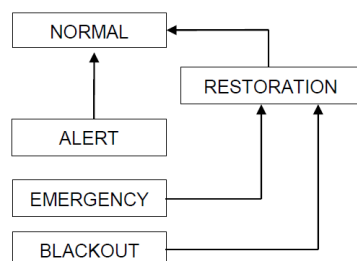 NORMAL
RESTORATION
ALERT
EMERGENCY
BLACKOUT